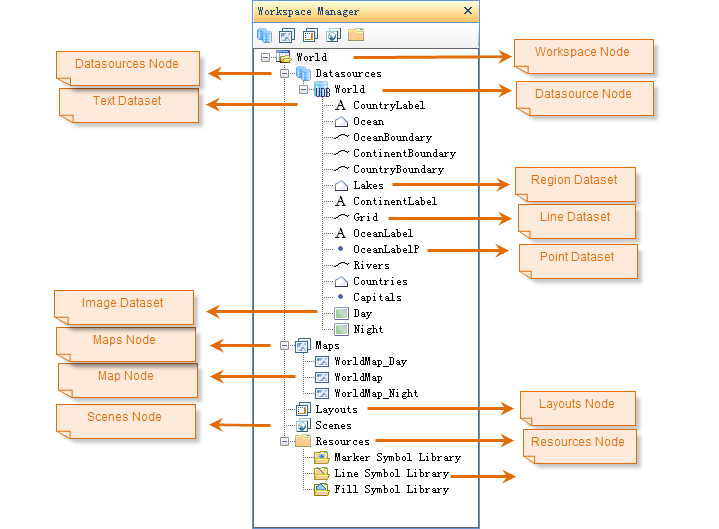 Workspace Manager
World
Datasources
World
UDB
CountryLabel
Ocean
OceanBoundary
ContinentBoundary
CountryBoundary
Lakes
ContinentLabel
Grid
OceanLabel
OceanLabelP
Rivers
Countries
Capitals
Day
Night
Maps
WorldMap_Day
WorldMap
WorldMap_Night
Layouts
Scenes
Resources
Marker Symbol Library
Line Symbol Library
Fill Symbol Library
Datasources Node
Text Dataset
Image Dataset
Maps Node
Map Node
Scenes Node
Workspace Node
Datasource Node
Region Dataset
Line Dataset
Point Dataset
Layouts Node
Resources Node